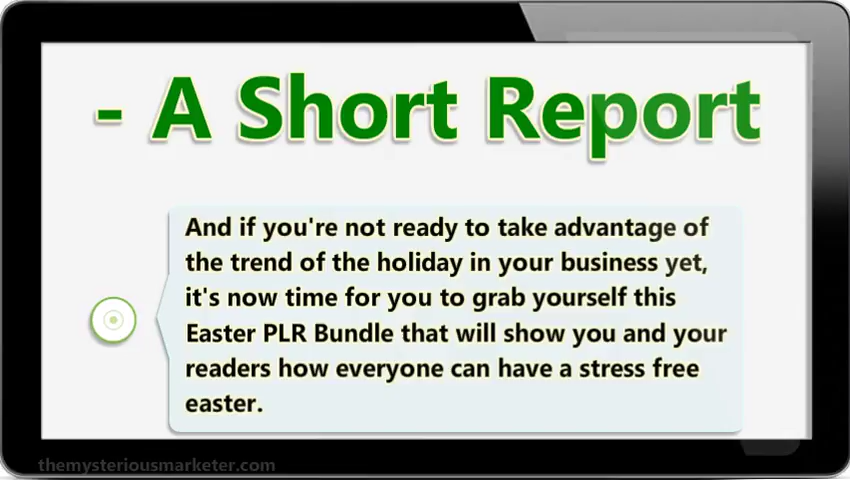 - A Short Report
And if you're not ready to take advantage of
the trend of the holiday in your business yet,
it's now time for you to grab yourself this
Easter PLR Bundle that will show you and your
readers how everyone can have a stress free
easter.
themysteriousmarketer.com